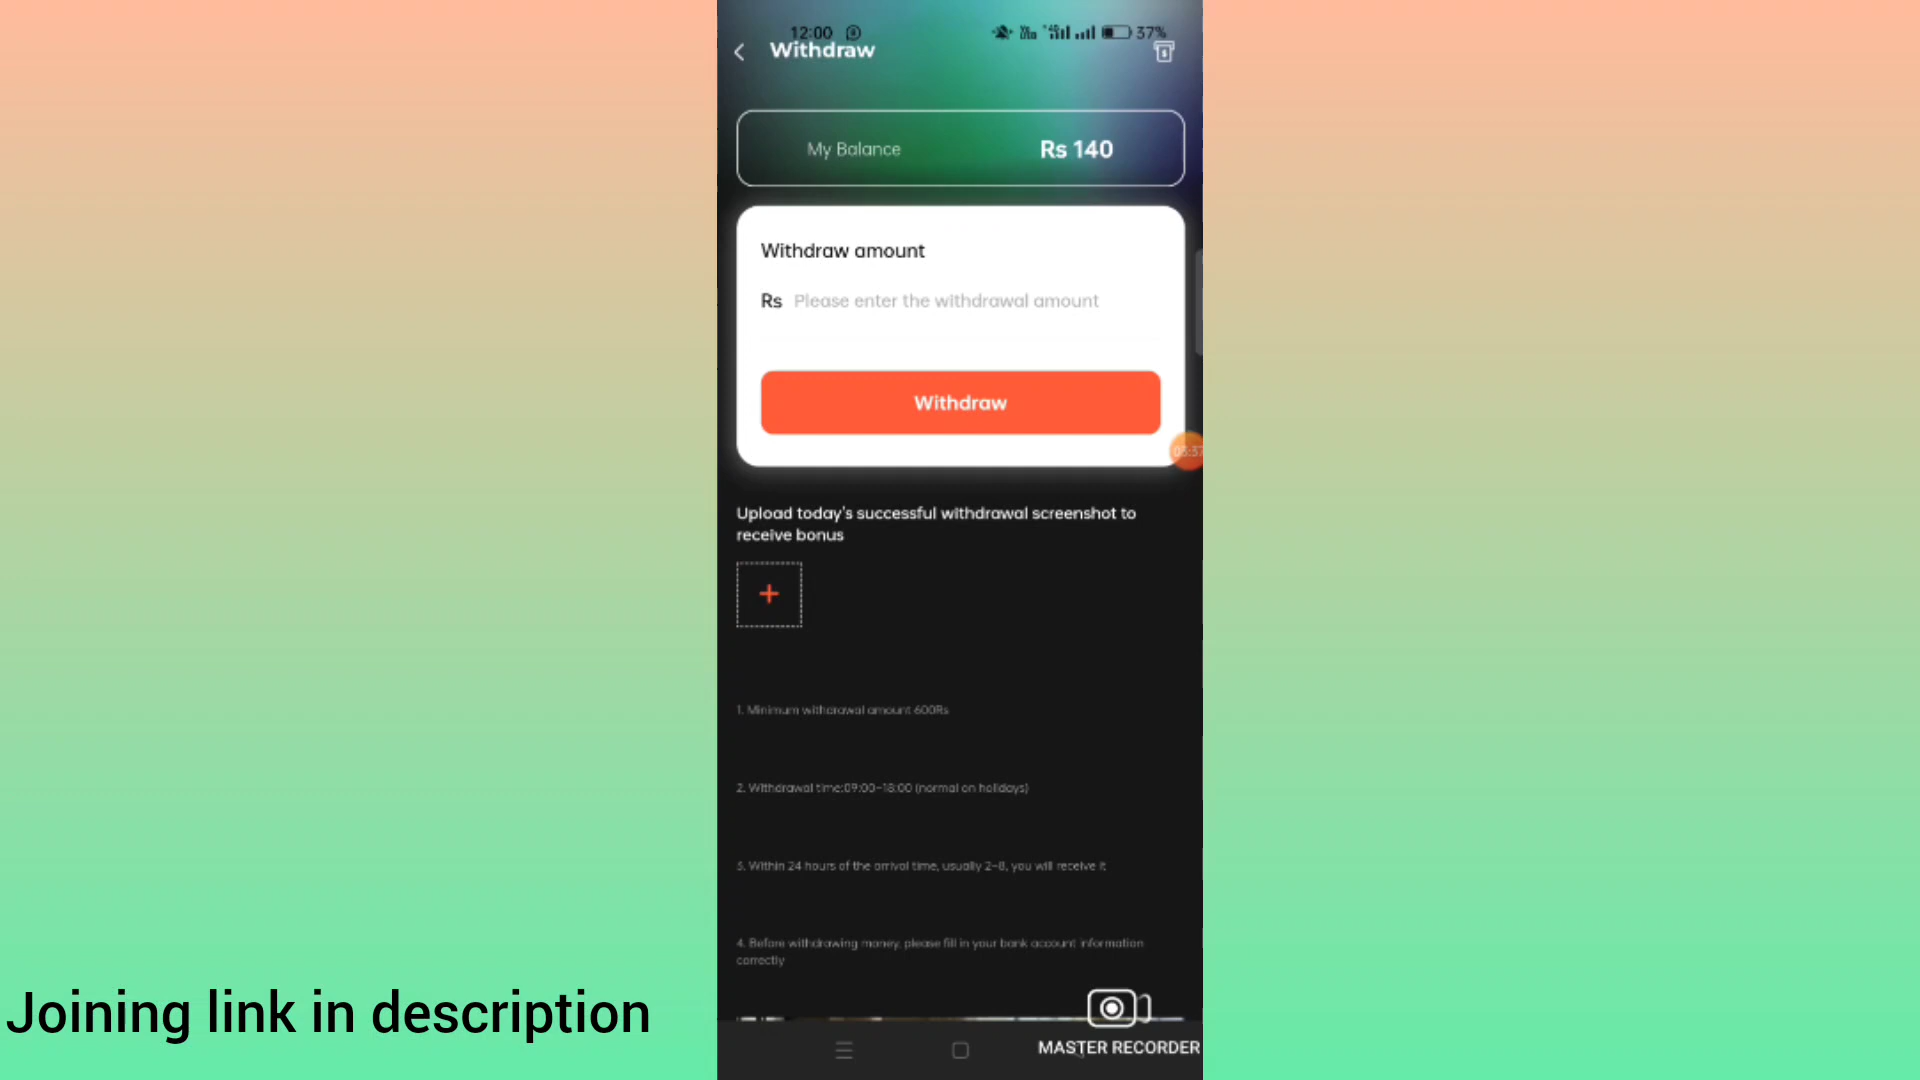 12:00
37%
Withdraw
My Balance Rs 140
Withdraw amount
Rs Please enter the withdrawal amount
Withdraw
Upload today's successful withdrawal screenshot to
receive bonus
+
1. Minimum withdrawal amount 600Rs
2. Withdrawal time:09:00-18:00 (normal on holidays)
3. Within 24 hours of the arrival time, usually 2-8, you will receive it
4. Before withdrawing money, please fill in your bank account information
correctly
Joining link in description
MASTER RECORDER